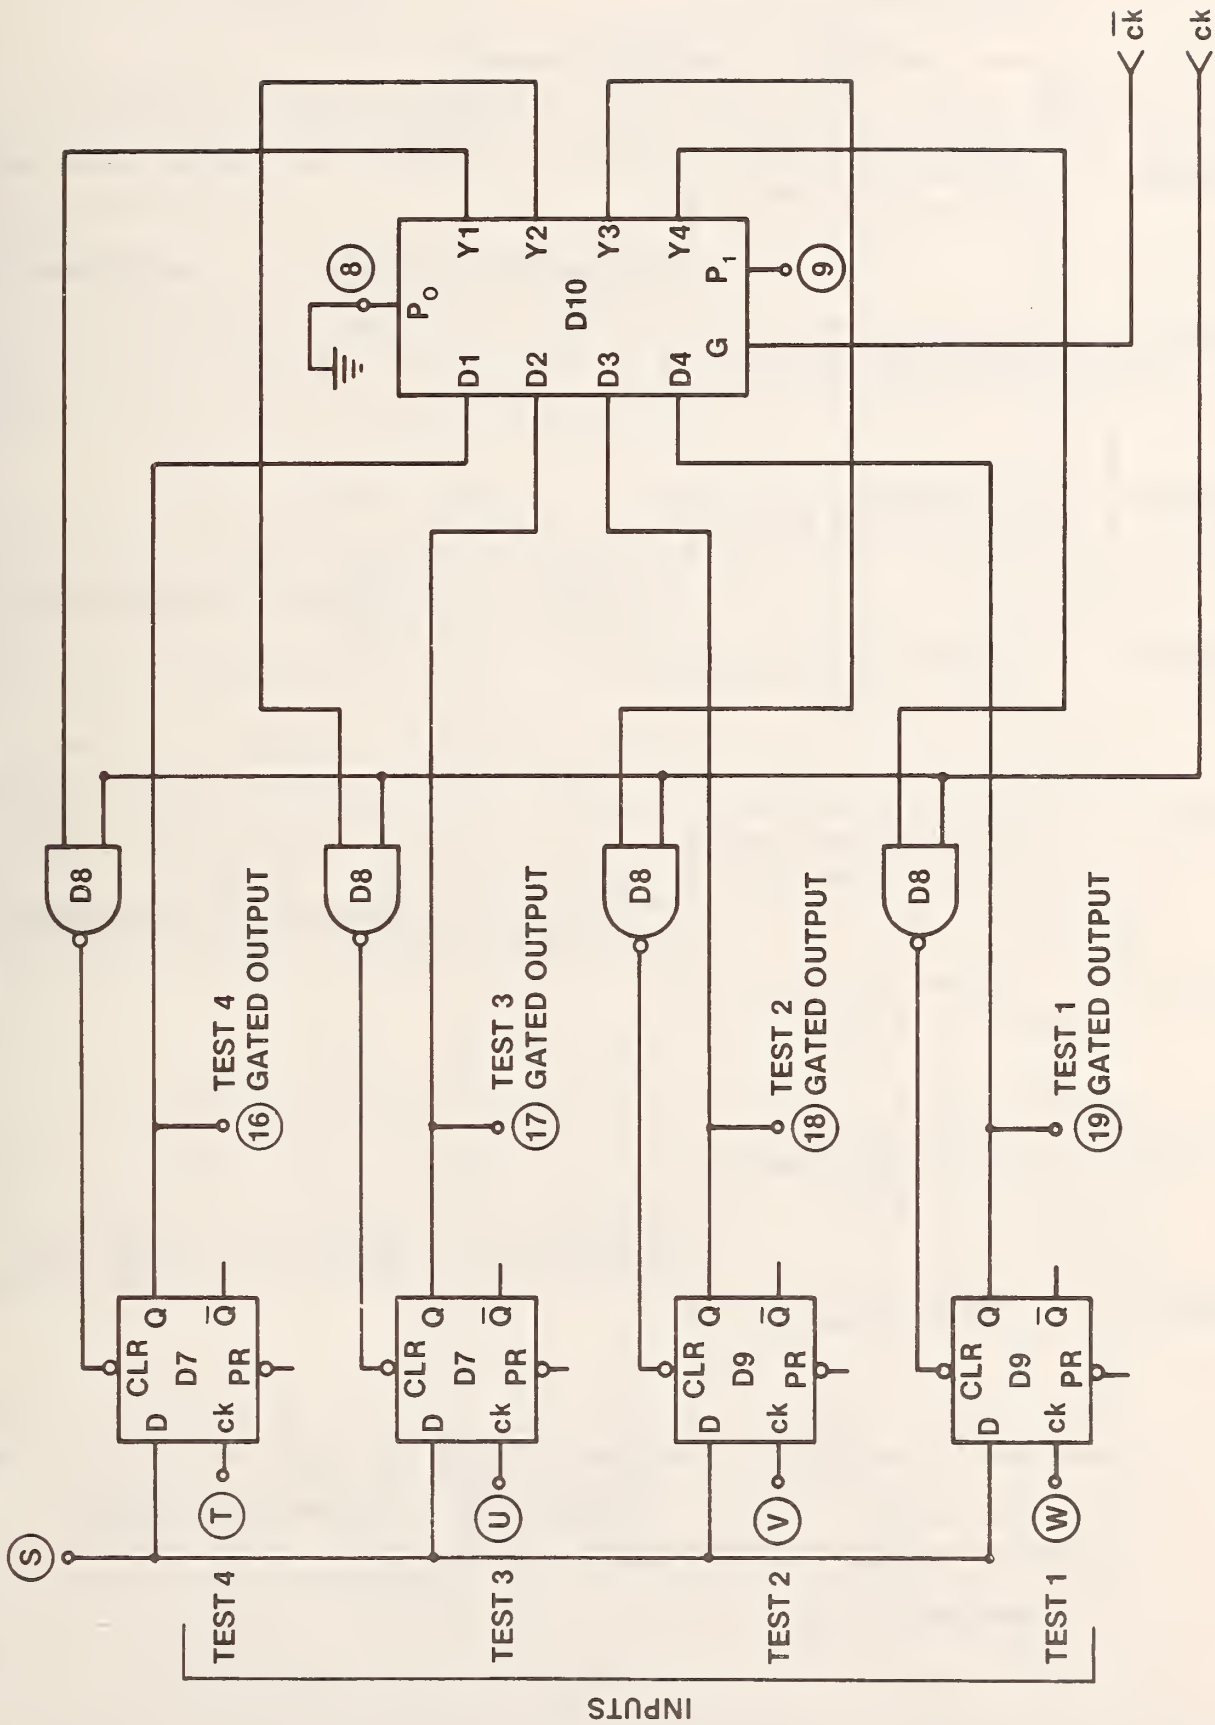 INPUTS
S
TEST 4
T
D
ck
CLR
D7
PR
Q
Q̅
16
TEST 4
GATED OUTPUT
D8
TEST 3
U
D
ck
CLR
D7
PR
Q
Q̅
17
TEST 3
GATED OUTPUT
D8
TEST 2
V
D
ck
CLR
D9
PR
Q
Q̅
18
TEST 2
GATED OUTPUT
D8
TEST 1
W
D
ck
CLR
D9
PR
Q
Q̅
19
TEST 1
GATED OUTPUT
D8
8
P₀
D1
D2
D3
D4
D10
Y1
Y2
Y3
Y4
G
P₁
9
c̅k̅
ck